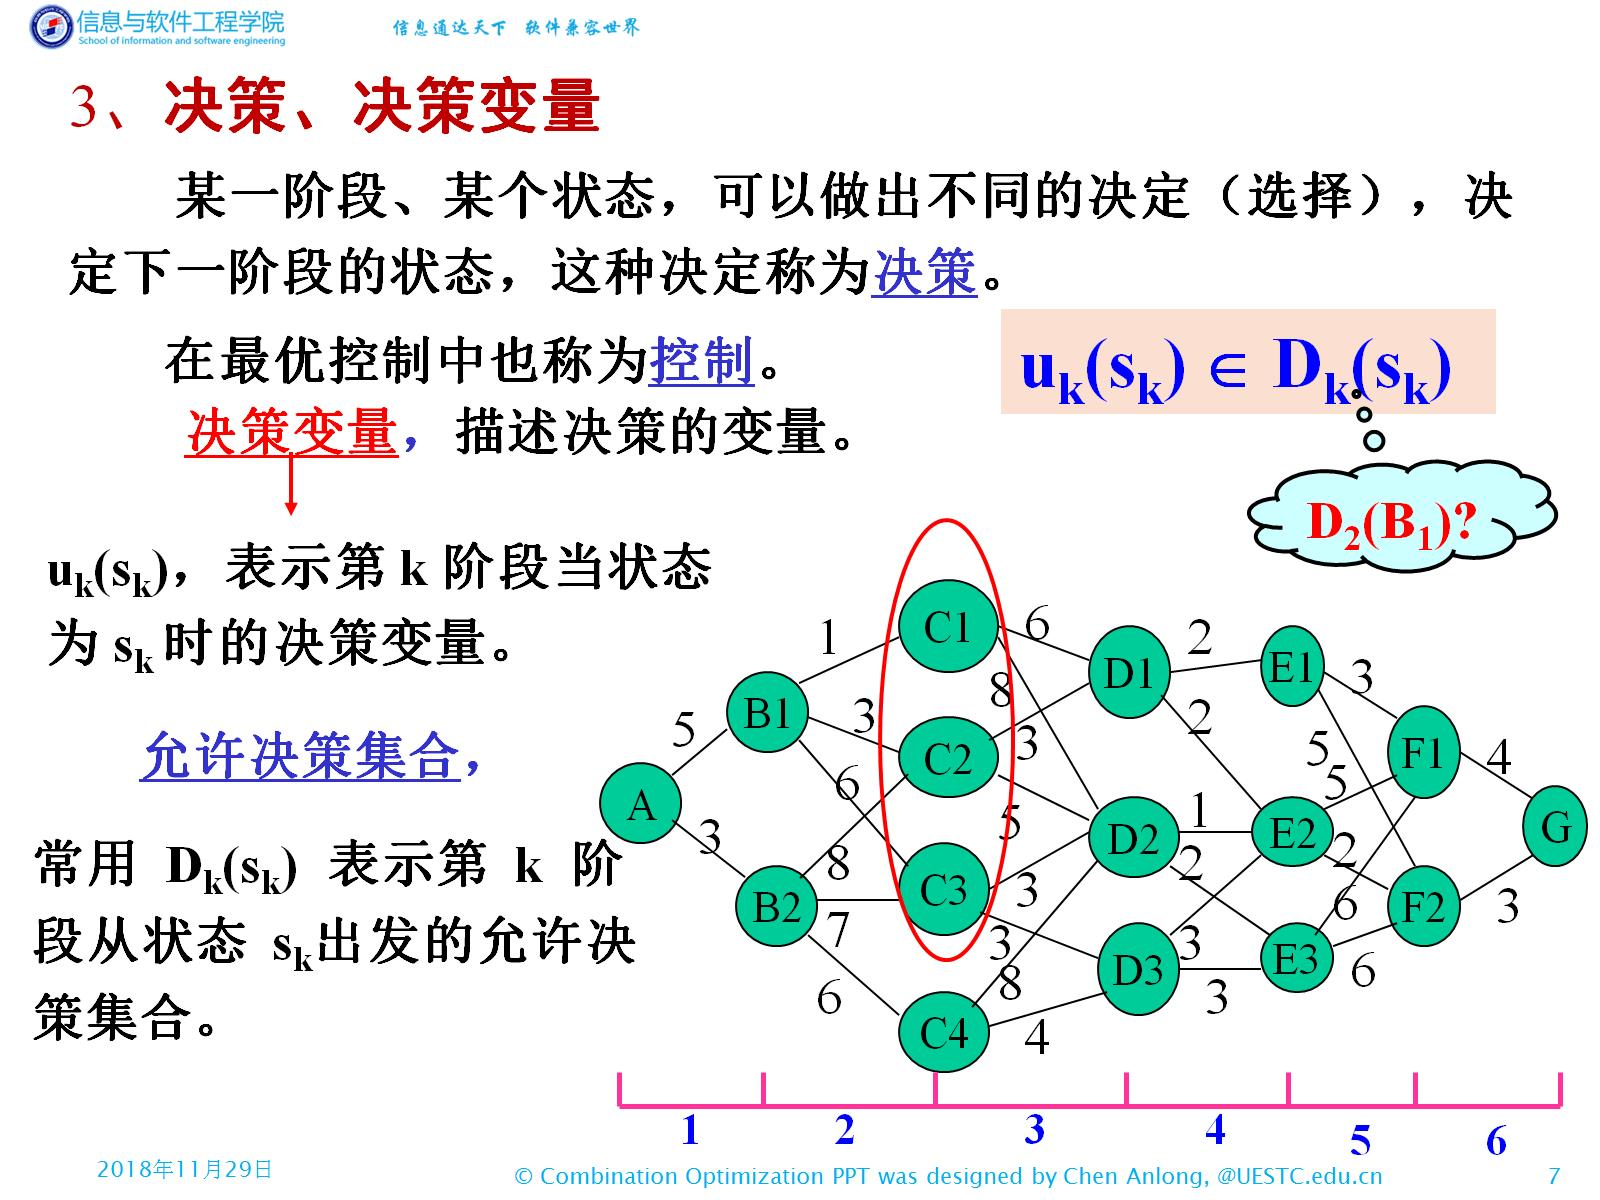 信息与软件工程学院
School of information and software engineering
信息通达天下 软件兼容世界
3、决策、决策变量
某一阶段、某个状态，可以做出不同的决定（选择），决
定下一阶段的状态，这种决定称为决策。
在最优控制中也称为控制。
uk(sk) ∈ Dk(sk)
决策变量，描述决策的变量。
D2(B1)?
uk(sk)，表示第 k 阶段当状态
为 sk 时的决策变量。
允许决策集合，
常用 Dk(sk) 表示第 k 阶
段从状态 sk出发的允许决
策集合。
C1
6
1
2
E1
D1
3
8
B1
3
2
5
3
5
F1
4
C2
6
5
A
1
G
3
D2
E2
2
8
2
C3
3
6
B2
F2
3
7
3
3
D3
E3
8
6
6
3
C4
4
1
2
3
4
5
6
2018年11月29日
© Combination Optimization PPT was designed by Chen Anlong, @UESTC.edu.cn
7